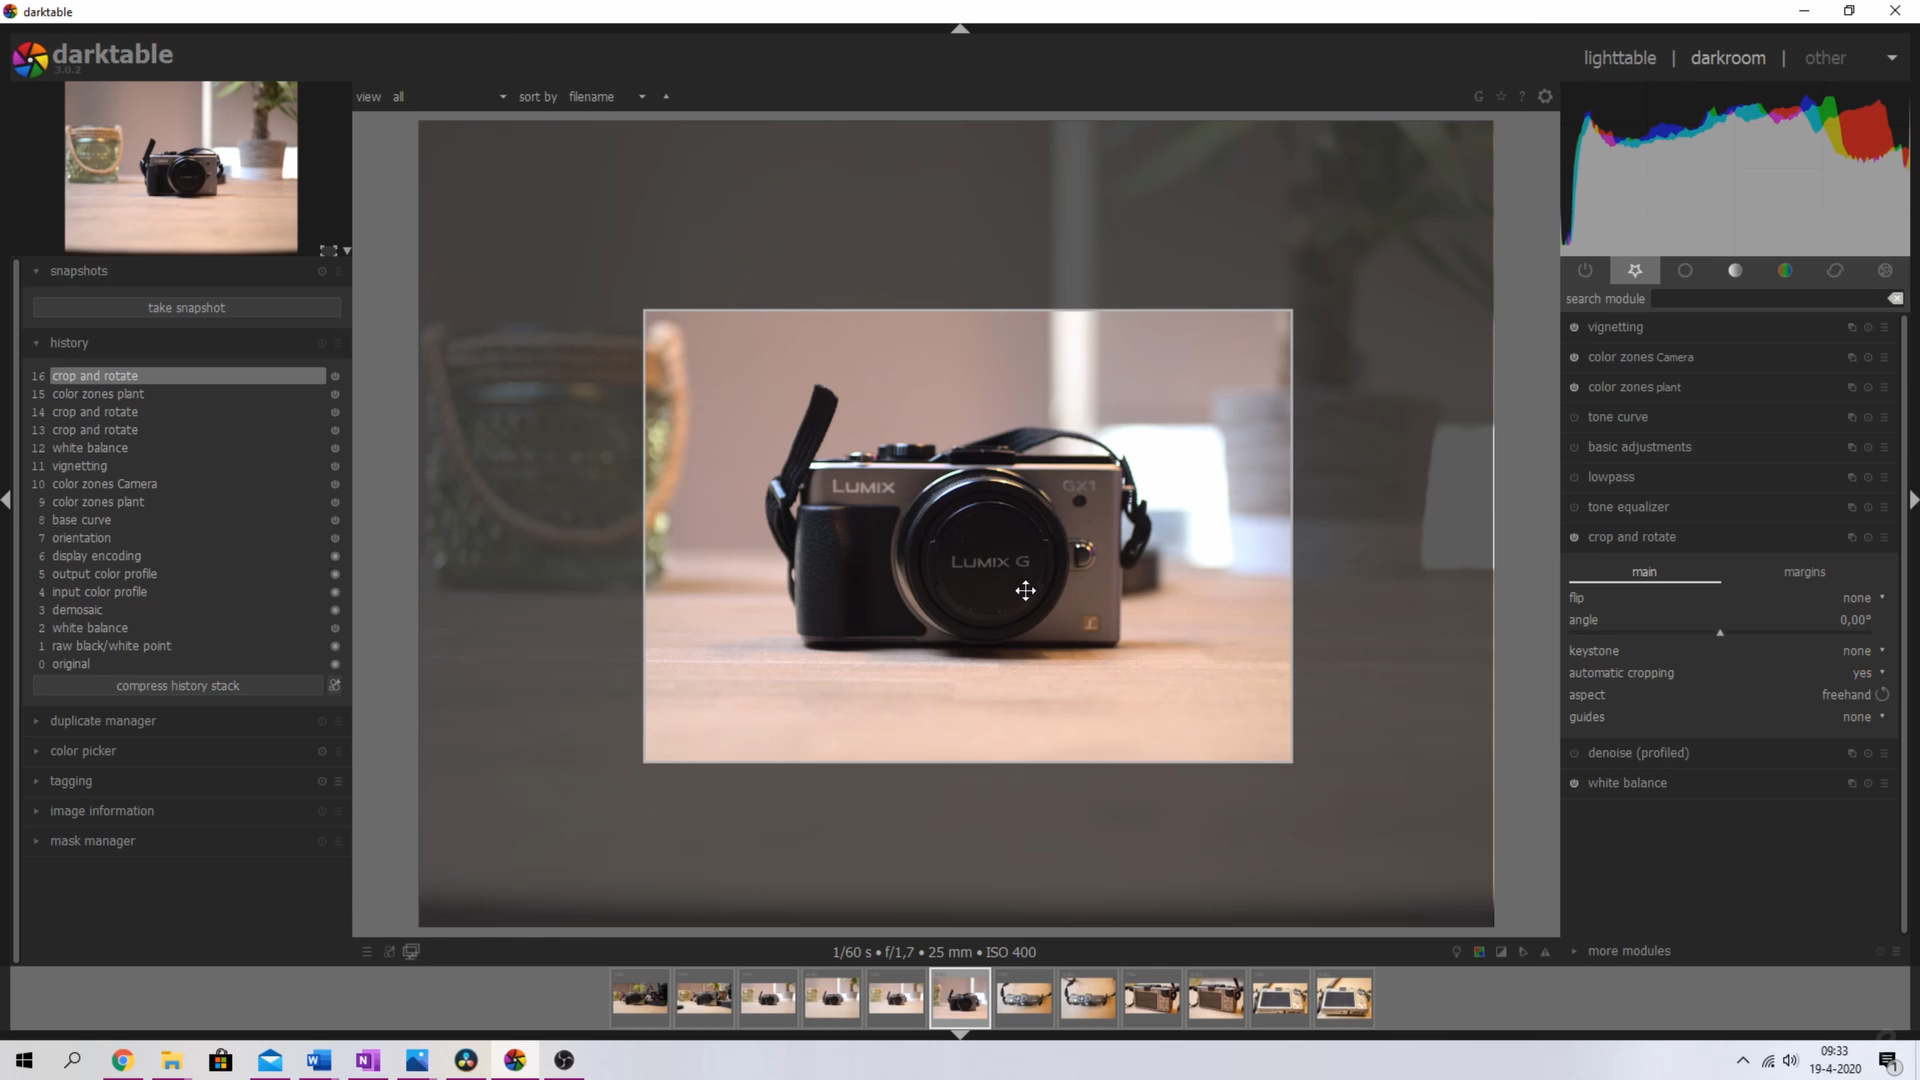 darktable
darktable
3.0.2
lighttable | darkroom | other
view all
sort by filename
G
?
snapshots
take snapshot
history
16 crop and rotate
15 color zones plant
14 crop and rotate
13 crop and rotate
12 white balance
11 vignetting
10 color zones Camera
9 color zones plant
8 base curve
7 orientation
6 display encoding
5 output color profile
4 input color profile
3 demosaic
2 white balance
1 raw black/white point
0 original
compress history stack
duplicate manager
color picker
tagging
image information
mask manager
LUMIX
GX1
LUMIX G
L
search module
vignetting
color zones Camera
color zones plant
tone curve
basic adjustments
lowpass
tone equalizer
crop and rotate
main
margins
flip none
angle 0,00°
keystone none
automatic cropping yes
aspect freehand
guides none
denoise (profiled)
white balance
more modules
1/60 s • f/1,7 • 25 mm • ISO 400
09:33
19-4-2020
1